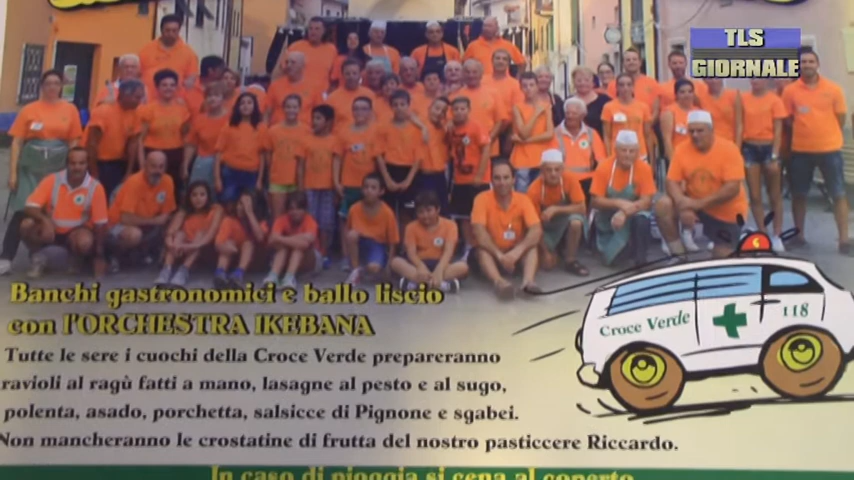 TLS
GIORNALE
Banchi gastronomici e ballo liscio
con l'ORCHESTRA IKEBANA
Croce Verde
118
Tutte le sere i cuochi della Croce Verde prepareranno
ravioli al ragù fatti a mano, lasagne al pesto e al sugo,
polenta, asado, porchetta, salsicce di Pignone e sgabei.
Non mancheranno le crostatine di frutta del nostro pasticcere Riccardo.
In caso di pioggia si cena al coperto